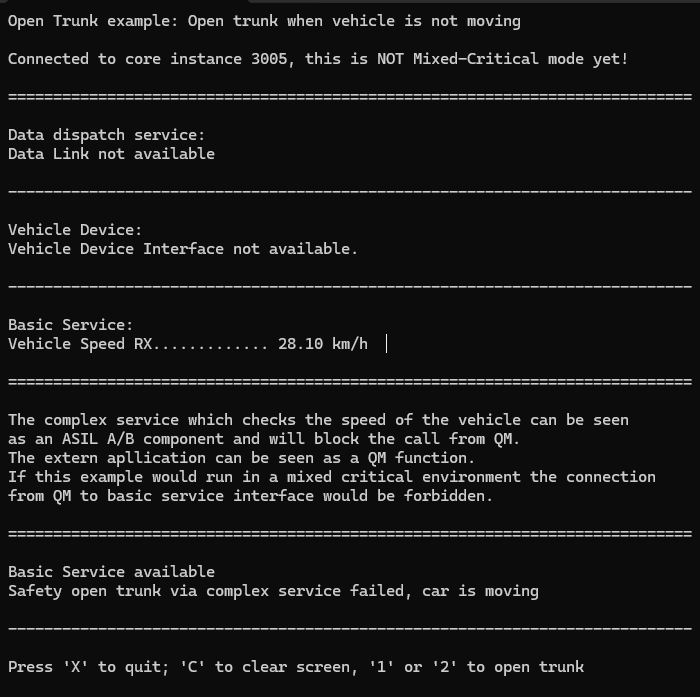 Open Trunk example: Open trunk when vehicle is not moving
Connected to core instance 3005, this is NOT Mixed-Critical mode yet!
============================================================================
Data dispatch service:
Data Link not available
----------------------------------------------------------------------------
Vehicle Device:
Vehicle Device Interface not available.
----------------------------------------------------------------------------
Basic Service:
Vehicle Speed RX............. 28.10 km/h
============================================================================
The complex service which checks the speed of the vehicle can be seen
as an ASIL A/B component and will block the call from QM.
The extern apllication can be seen as a QM function.
If this example would run in a mixed critical environment the connection
from QM to basic service interface would be forbidden.
============================================================================
Basic Service available
Safety open trunk via complex service failed, car is moving
----------------------------------------------------------------------------
Press 'X' to quit; 'C' to clear screen, '1' or '2' to open trunk